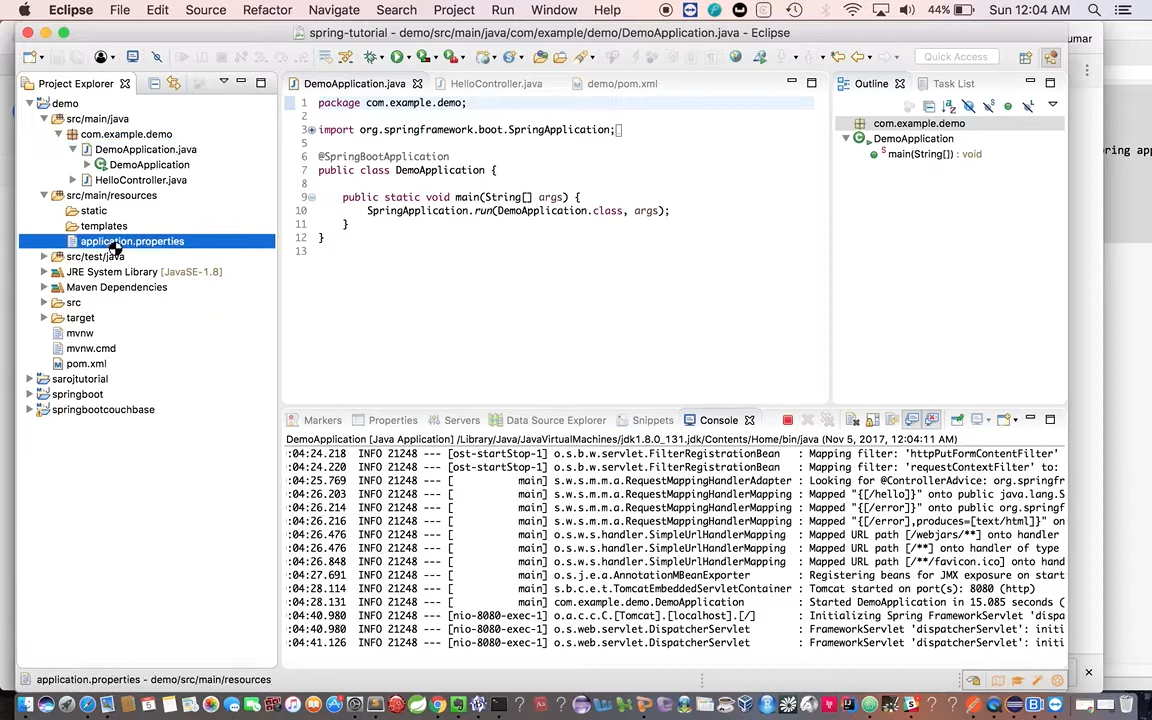 Eclipse File Edit Source Refactor Navigate Search Project Run Window Help 44% Sun 12:04 AM
spring-tutorial - demo/src/main/java/com/example/demo/DemoApplication.java - Eclipse
umar
Quick Access
Project Explorer
demo
src/main/java
com.example.demo
DemoApplication.java
DemoApplication
HelloController.java
src/main/resources
static
templates
application.properties
src/test/java
JRE System Library [JavaSE-1.8]
Maven Dependencies
src
target
mvnw
mvnw.cmd
pom.xml
sarojtutorial
springboot
springbootcouchbase
DemoApplication.java HelloController.java demo/pom.xml
1 package com.example.demo;
2
3 import org.springframework.boot.SpringApplication;
5
6 @SpringBootApplication
7 public class DemoApplication {
8
9 public static void main(String[] args) {
10 SpringApplication.run(DemoApplication.class, args);
11 }
12 }
13
Outline Task List
com.example.demo
DemoApplication
S main(String[]) : void
ring app
Markers Properties Servers Data Source Explorer Snippets Console
DemoApplication [Java Application] /Library/Java/JavaVirtualMachines/jdk1.8.0_131.jdk/Contents/Home/bin/java (Nov 5, 2017, 12:04:11 AM)
:04:24.218 INFO 21248 --- [ost-startStop-1] o.s.b.w.servlet.FilterRegistrationBean : Mapping filter: 'httpPutFormContentFilter'
:04:24.220 INFO 21248 --- [ost-startStop-1] o.s.b.w.servlet.FilterRegistrationBean : Mapping filter: 'requestContextFilter' to:
:04:25.769 INFO 21248 --- [ main] s.w.s.m.m.a.RequestMappingHandlerAdapter : Looking for @ControllerAdvice: org.springfr
:04:26.203 INFO 21248 --- [ main] s.w.s.m.m.a.RequestMappingHandlerMapping : Mapped "{[/hello]}" onto public java.lang.S
:04:26.214 INFO 21248 --- [ main] s.w.s.m.m.a.RequestMappingHandlerMapping : Mapped "{[/error]}" onto public org.springf
:04:26.216 INFO 21248 --- [ main] s.w.s.m.m.a.RequestMappingHandlerMapping : Mapped "{[/error],produces=[text/html]}" on
:04:26.476 INFO 21248 --- [ main] o.s.w.s.handler.SimpleUrlHandlerMapping : Mapped URL path [/webjars/**] onto handler
:04:26.476 INFO 21248 --- [ main] o.s.w.s.handler.SimpleUrlHandlerMapping : Mapped URL path [/**] onto handler of type
:04:26.848 INFO 21248 --- [ main] o.s.w.s.handler.SimpleUrlHandlerMapping : Mapped URL path [/**/favicon.ico] onto hand
:04:27.691 INFO 21248 --- [ main] o.s.j.e.a.AnnotationMBeanExporter : Registering beans for JMX exposure on start
:04:28.114 INFO 21248 --- [ main] s.b.c.e.t.TomcatEmbeddedServletContainer : Tomcat started on port(s): 8080 (http)
:04:28.131 INFO 21248 --- [ main] com.example.demo.DemoApplication : Started DemoApplication in 15.085 seconds (
:04:40.980 INFO 21248 --- [nio-8080-exec-1] o.a.c.c.C.[Tomcat].[localhost].[/] : Initializing Spring FrameworkServlet 'dispa
:04:40.980 INFO 21248 --- [nio-8080-exec-1] o.s.web.servlet.DispatcherServlet : FrameworkServlet 'dispatcherServlet': initi
:04:41.126 INFO 21248 --- [nio-8080-exec-1] o.s.web.servlet.DispatcherServlet : FrameworkServlet 'dispatcherServlet': initi
application.properties - demo/src/main/resources